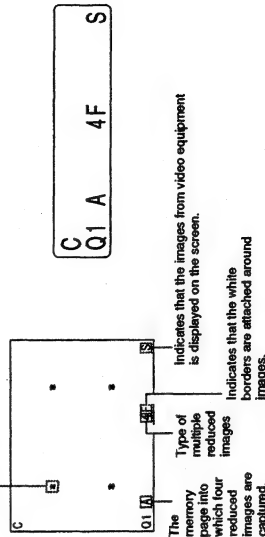 C
Q1 A 4F S
C
Q1 A 4F S
The
memory
page into
which four
reduced
images are
captured.
Type of
multiple
reduced
images
Indicates that the white
borders are attached around
images.
Indicates that the images from video equipment
is displayed on the screen.